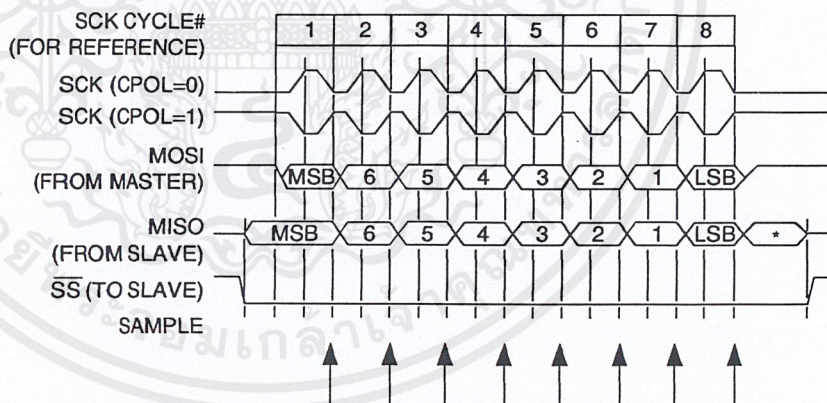 SCK CYCLE#
(FOR REFERENCE)
1 2 3 4 5 6 7 8
SCK (CPOL=0)
SCK (CPOL=1)
MOSI
(FROM MASTER)
MSB 6 5 4 3 2 1 LSB
MISO
(FROM SLAVE)
MSB 6 5 4 3 2 1 LSB *
SS (TO SLAVE)
SAMPLE